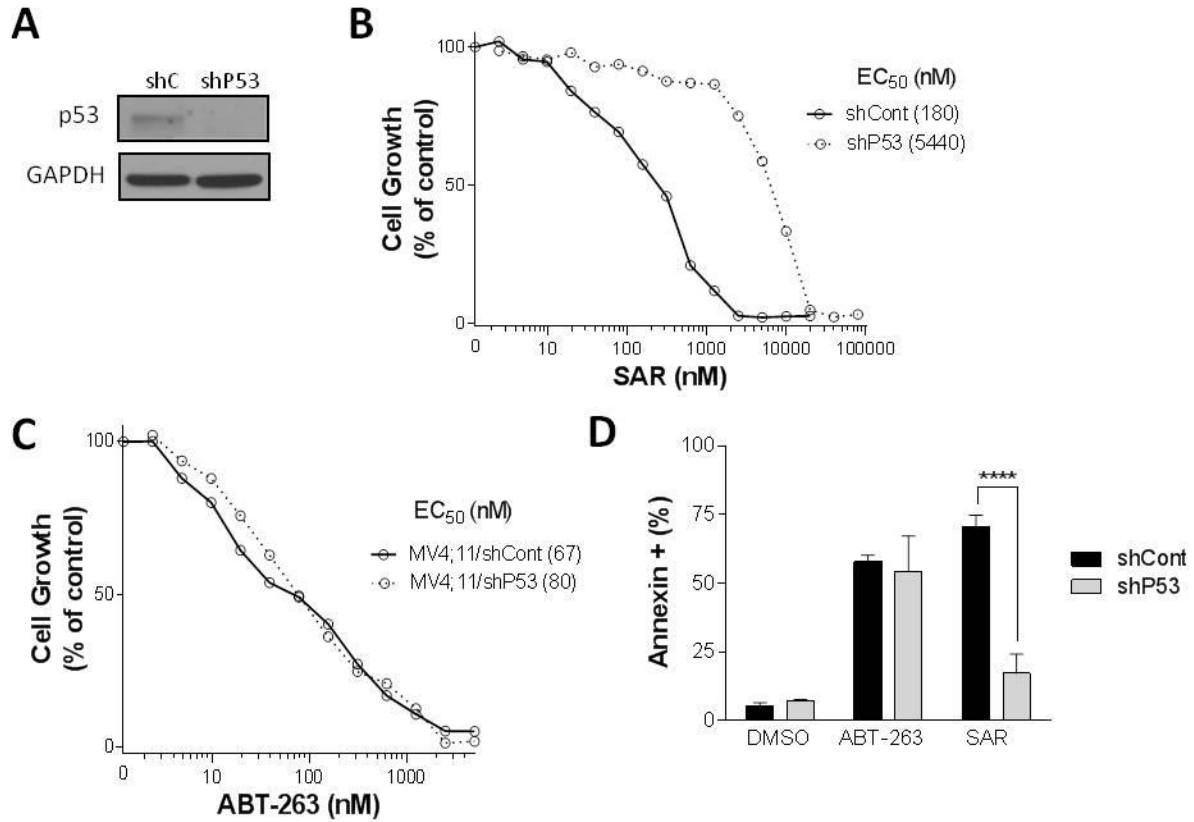 A
shC shP53
p53
GAPDH
B
100
50
0
Cell Growth
(% of control)
EC50 (nM)
shCont (180)
shP53 (5440)
0 10 100 1000 10000 100000
SAR (nM)
C
100
50
0
Cell Growth
(% of control)
EC50 (nM)
MV4;11/shCont (67)
MV4;11/shP53 (80)
0 10 100 1000
ABT-263 (nM)
D
100
75
50
25
0
Annexin + (%)
****
shCont
shP53
DMSO ABT-263 SAR